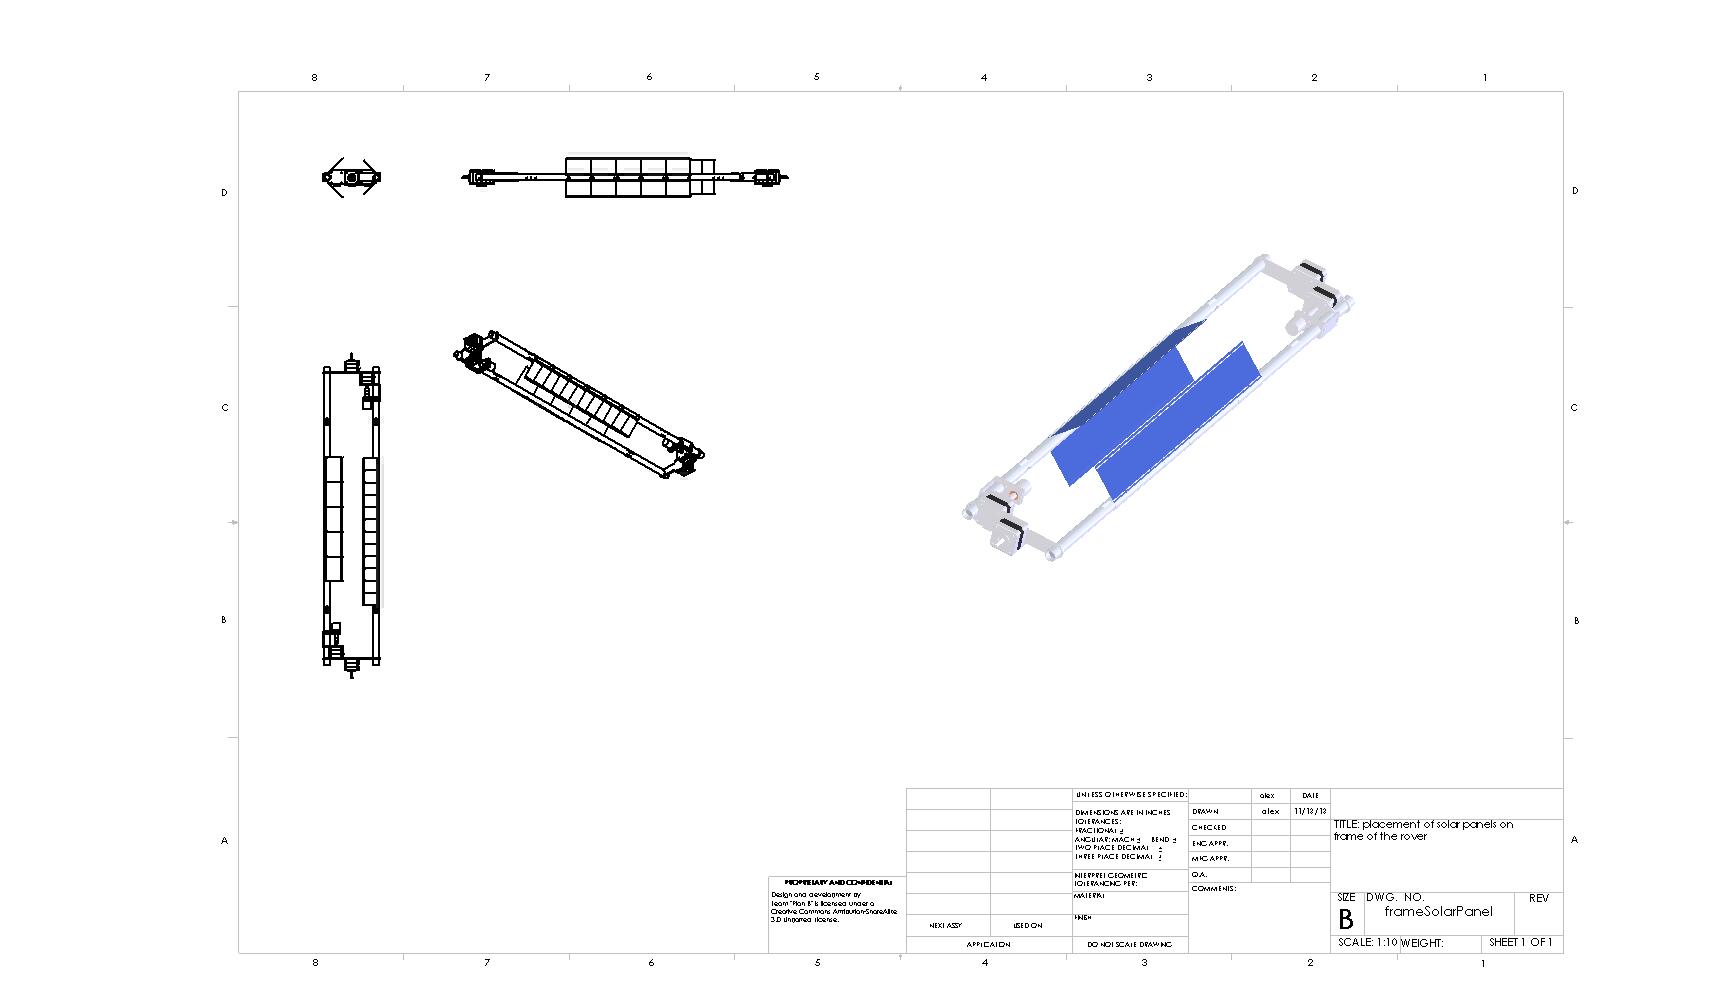 8 7 6 5 4 3 2 1
D D
C C
B B
A A
UNLESS OTHERWISE SPECIFIED:
DIMENSIONS ARE IN INCHES
TOLERANCES:
FRACTIONAL ±
ANGULAR: MACH ± BEND ±
TWO PLACE DECIMAL ±
THREE PLACE DECIMAL ±
INTERPRET GEOMETRIC
TOLERANCING PER:
MATERIAL
FINISH
DO NOT SCALE DRAWING
alex DATE
DRAWN alex 11/13/13
CHECKED
ENG APPR.
MFG APPR.
Q.A.
COMMENTS:
TITLE: placement of solar panels on
frame of the rover
SIZE DWG. NO. REV
B frameSolarPanel
SCALE: 1:10 WEIGHT: SHEET 1 OF 1
PROPRIETARY AND CONFIDENTIAL
Design and development by
Team "Plan B" is licensed under a
Creative Commons Attribution-ShareAlike
3.0 Unported License.
NEXT ASSY USED ON
APPLICATION
8 7 6 5 4 3 2 1